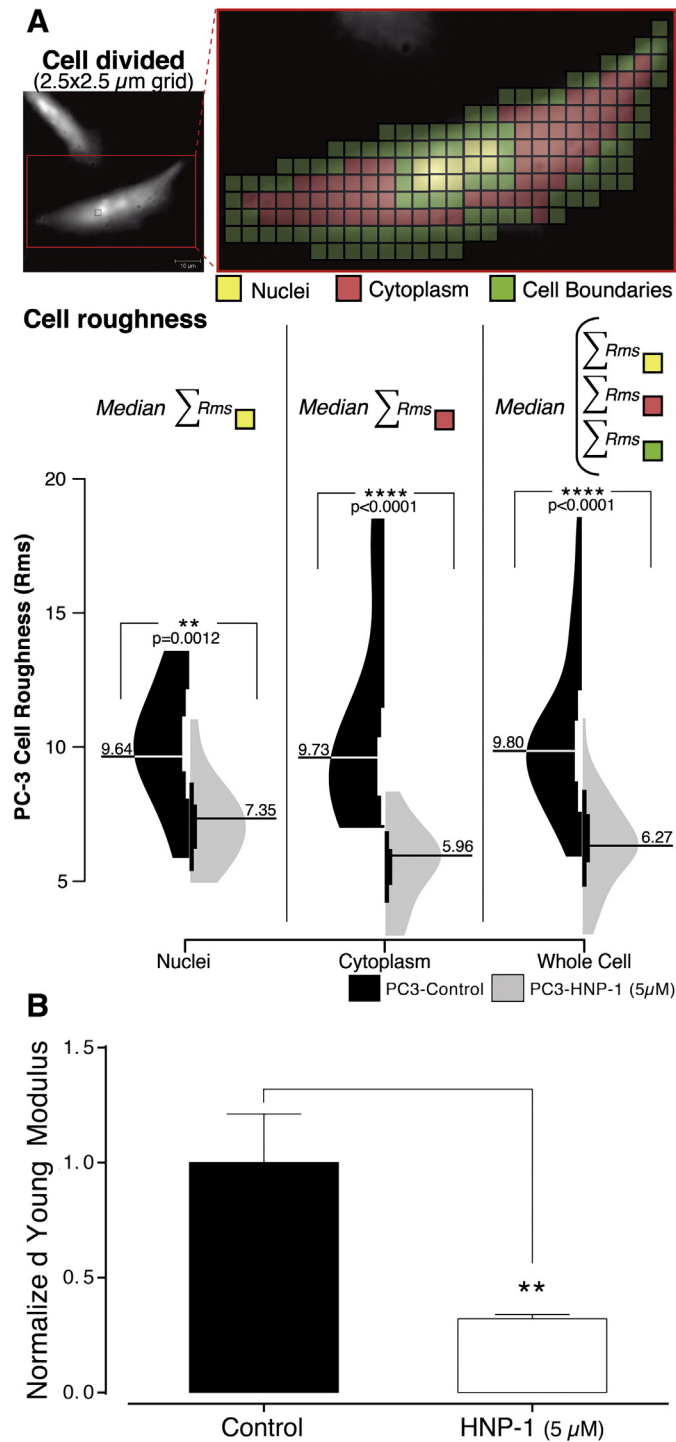 A
Cell divided
(2.5x2.5 µm grid)
10 µm
Nuclei Cytoplasm Cell Boundaries
Cell roughness
Median ∑ Rms
Median ∑ Rms
Median
∑ Rms
∑ Rms
∑ Rms
PC-3 Cell Roughness (Rms)
20
15
10
5
**
p=0.0012
9.64
7.35
****
p<0.0001
9.73
5.96
****
p<0.0001
9.80
6.27
Nuclei Cytoplasm Whole Cell
PC3-Control PC3-HNP-1 (5µM)
B
Normalize d Young Modulus
1.5
1.0
0.5
0.0
**
Control HNP-1 (5 µM)